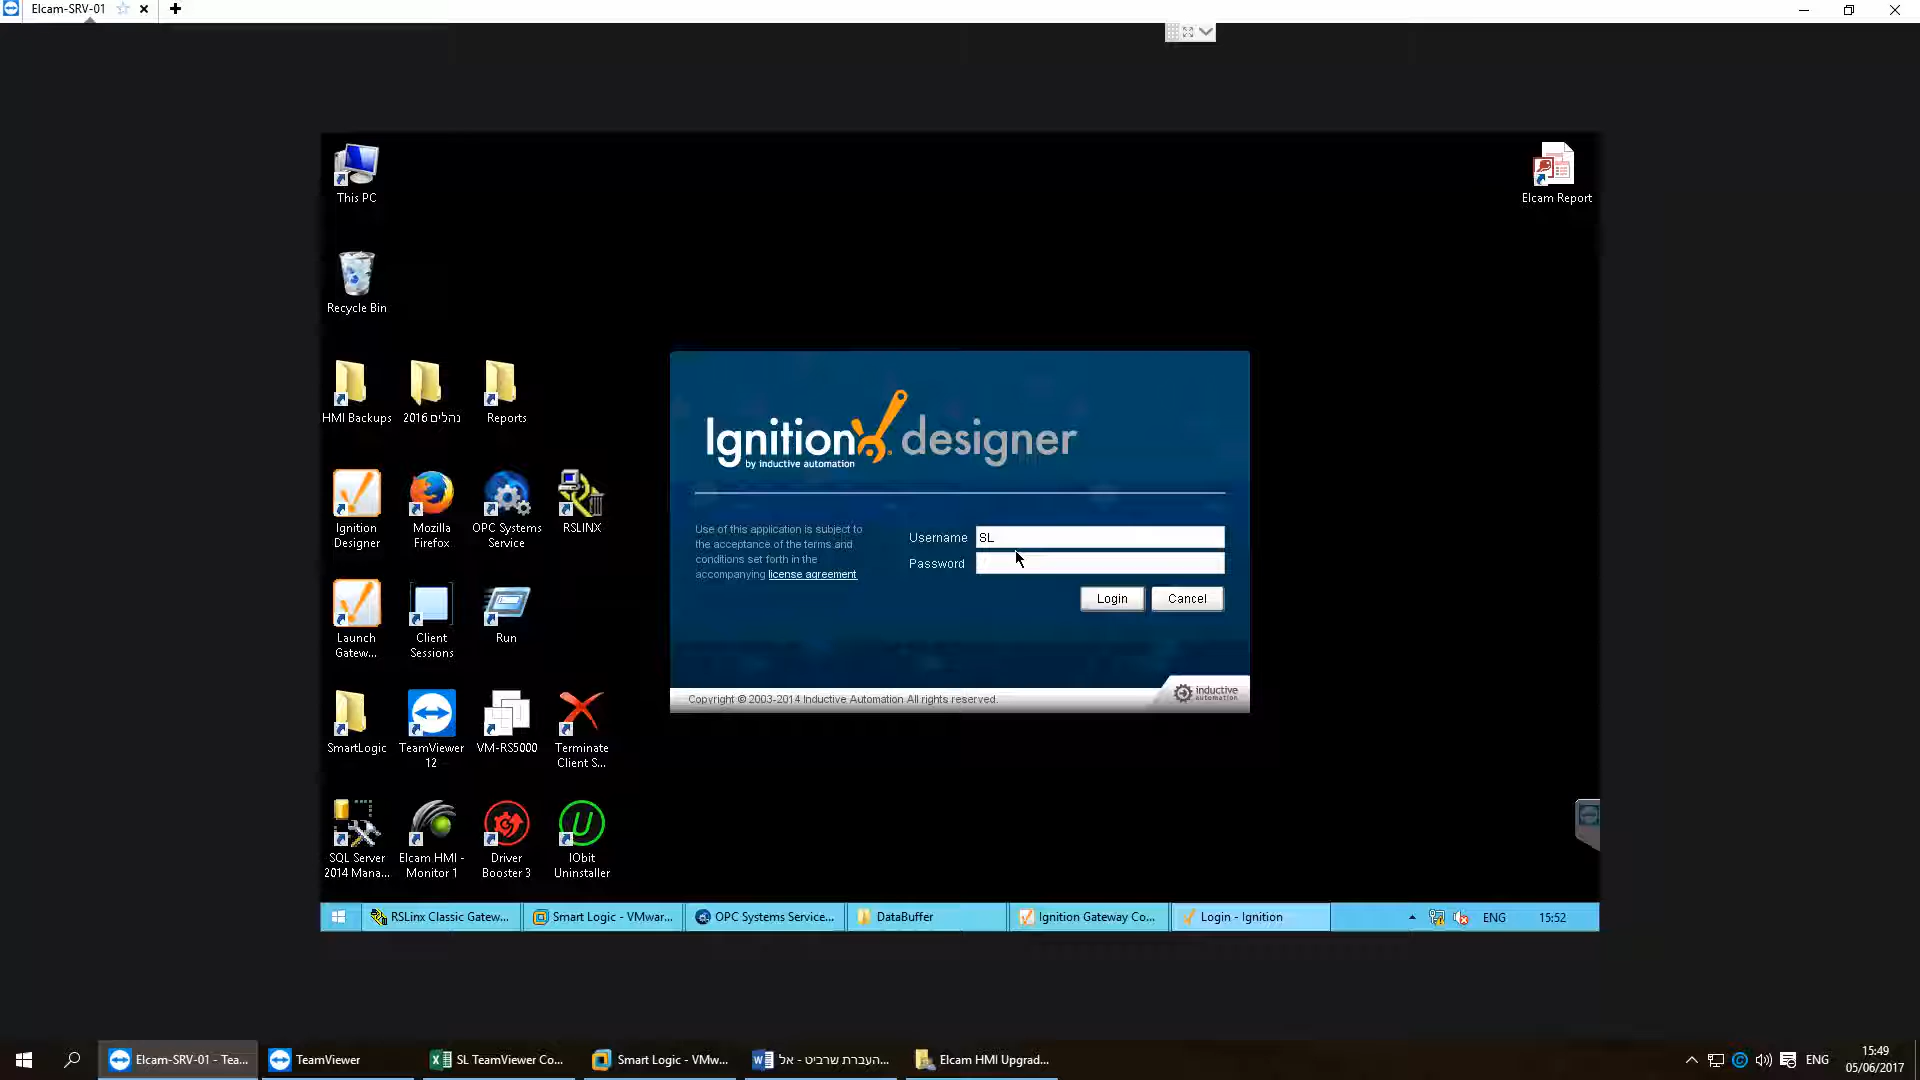 Elcam-SRV-01
This PC
Elcam Report
Recycle Bin
HMI Backups
נהלים 2016
Reports
Ignition designer
by inductive automation
Ignition
Designer
Mozilla
Firefox
OPC Systems
Service
RSLINX
Use of this application is subject to
the acceptance of the terms and
conditions set forth in the
accompanying license agreement
Username SL
Password
Login
Cancel
Launch
Gatew...
Client
Sessions
Run
Copyright © 2003-2014 Inductive Automation All rights reserved.
inductive
automation
SmartLogic
TeamViewer
12
VM-RS5000
Terminate
Client S...
SQL Server
2014 Mana...
Elcam HMI -
Monitor 1
Driver
Booster 3
IObit
Uninstaller
RSLinx Classic Gatew...
Smart Logic - VMwar...
OPC Systems Service...
DataBuffer
Ignition Gateway Co...
Login - Ignition
ENG
15:52
Elcam-SRV-01 - Tea...
TeamViewer
SL TeamViewer Co...
Smart Logic - VMw...
העברת שרביט - אל...
Elcam HMI Upgrad...
ENG
15:49
05/06/2017